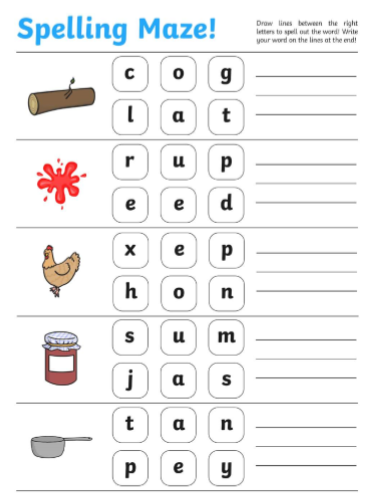 Spelling Maze!
Draw lines between the right
letters to spell out the word! Write
your word on the lines at the end!
c o g
l a t
r u p
e e d
x e p
h o n
s u m
j a s
t a n
p e y